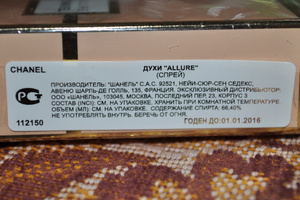 CHANEL
ДУХИ "ALLURE"
(СПРЕЙ)
ПРОИЗВОДИТЕЛЬ: "ШАНЕЛЬ" С.А.С. 92521, НЕЙИ-СЮР-СЕН СЕДЕКС,
АВЕНЮ ШАРЛЬ-ДЕ ГОЛЛЬ, 135, ФРАНЦИЯ. ЭКСКЛЮЗИВНЫЙ ДИСТРИБЬЮТОР:
ООО «ШАНЕЛЬ», 103045, МОСКВА, ПОСЛЕДНИЙ ПЕР, 23, КОРПУС 3
СОСТАВ (INCI): СМ. НА УПАКОВКЕ. ХРАНИТЬ ПРИ КОМНАТНОЙ ТЕМПЕРАТУРЕ
ОБЪЕМ (МЛ): СМ. НА УПАКОВКЕ. СОДЕРЖАНИЕ СПИРТА: 66,40%
НЕ УПОТРЕБЛЯТЬ ВНУТРЬ. БЕРЕЧЬ ОТ ОГНЯ.
112150
ГОДЕН ДО:01.01.2016